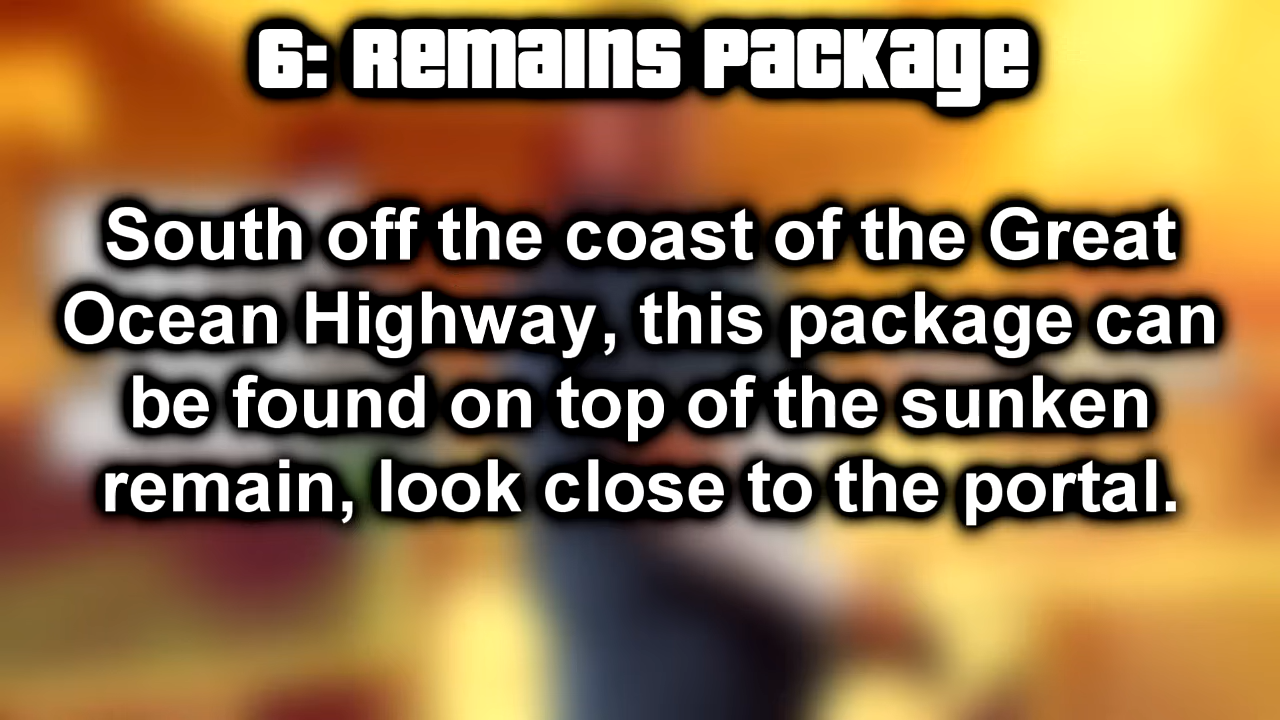 6: Remains Package
South off the coast of the Great
Ocean Highway, this package can
be found on top of the sunken
remain, look close to the portal.